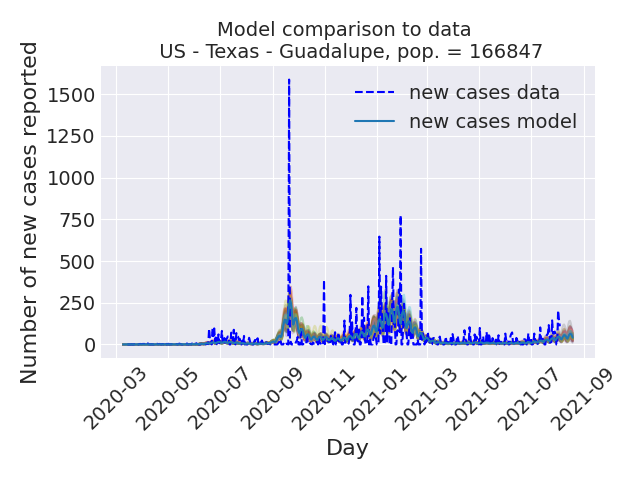 Model comparison to data
US - Texas - Guadalupe, pop. = 166847
Number of new cases reported
1500
1250
1000
750
500
250
0
new cases data
new cases model
2020-03
2020-05
2020-07
2020-09
2020-11
2021-01
2021-03
2021-05
2021-07
2021-09
Day